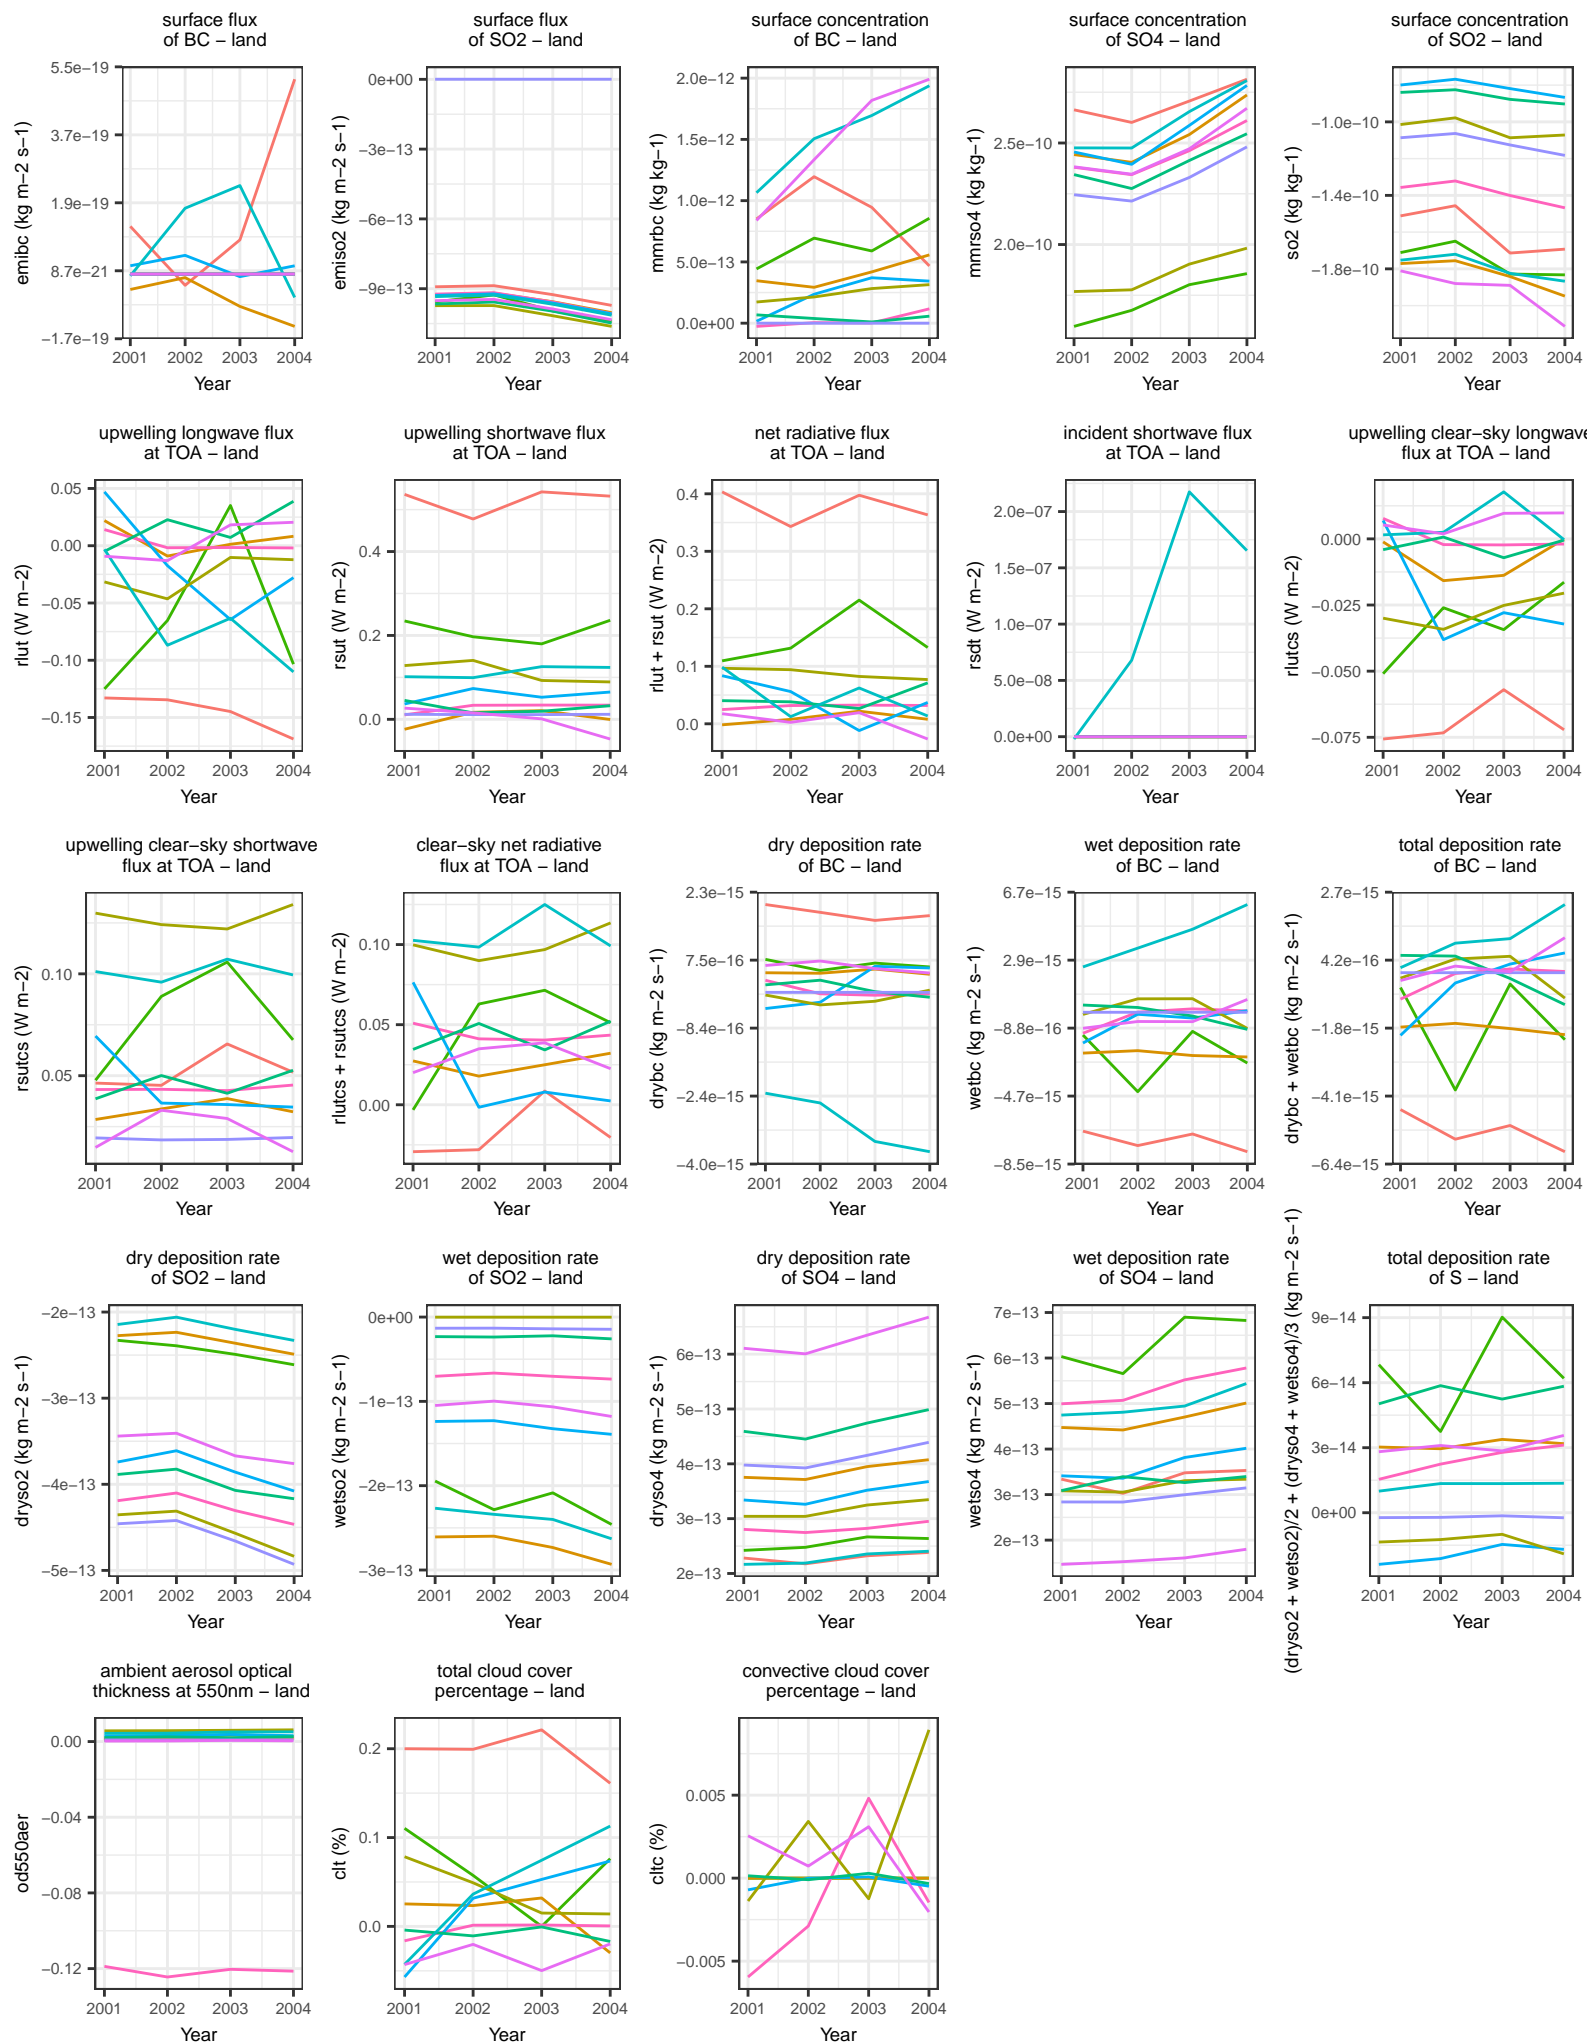 surface flux
of BC − land
surface flux
of SO2 − land
surface concentration
of BC − land
surface concentration
of SO4 − land
surface concentration
of SO2 − land
emibc (kg m−2 s−1)
5.5e−19
3.7e−19
1.9e−19
8.7e−21
−1.7e−19
2001 2002 2003 2004
Year
emiso2 (kg m−2 s−1)
0e+00
−3e−13
−6e−13
−9e−13
2001 2002 2003 2004
Year
mmrbc (kg kg−1)
2.0e−12
1.5e−12
1.0e−12
5.0e−13
0.0e+00
2001 2002 2003 2004
Year
mmrso4 (kg kg−1)
2.5e−10
2.0e−10
2001 2002 2003 2004
Year
so2 (kg kg−1)
−1.0e−10
−1.4e−10
−1.8e−10
2001 2002 2003 2004
Year
upwelling longwave flux
at TOA − land
upwelling shortwave flux
at TOA − land
net radiative flux
at TOA − land
incident shortwave flux
at TOA − land
upwelling clear−sky longwave
flux at TOA − land
rlut (W m−2)
0.05
0.00
−0.05
−0.10
−0.15
2001 2002 2003 2004
Year
rsut (W m−2)
0.4
0.2
0.0
2001 2002 2003 2004
Year
rlut + rsut (W m−2)
0.4
0.3
0.2
0.1
0.0
2001 2002 2003 2004
Year
rsdt (W m−2)
2.0e−07
1.5e−07
1.0e−07
5.0e−08
0.0e+00
2001 2002 2003 2004
Year
rlutcs (W m−2)
0.000
−0.025
−0.050
−0.075
2001 2002 2003 2004
Year
upwelling clear−sky shortwave
flux at TOA − land
clear−sky net radiative
flux at TOA − land
dry deposition rate
of BC − land
wet deposition rate
of BC − land
total deposition rate
of BC − land
rsutcs (W m−2)
0.10
0.05
2001 2002 2003 2004
Year
rlutcs + rsutcs (W m−2)
0.10
0.05
0.00
2001 2002 2003 2004
Year
drybc (kg m−2 s−1)
2.3e−15
7.5e−16
−8.4e−16
−2.4e−15
−4.0e−15
2001 2002 2003 2004
Year
wetbc (kg m−2 s−1)
6.7e−15
2.9e−15
−8.8e−16
−4.7e−15
−8.5e−15
2001 2002 2003 2004
Year
drybc + wetbc (kg m−2 s−1)
2.7e−15
4.2e−16
−1.8e−15
−4.1e−15
−6.4e−15
2001 2002 2003 2004
Year
dry deposition rate
of SO2 − land
wet deposition rate
of SO2 − land
dry deposition rate
of SO4 − land
wet deposition rate
of SO4 − land
total deposition rate
of S − land
dryso2 (kg m−2 s−1)
−2e−13
−3e−13
−4e−13
−5e−13
2001 2002 2003 2004
Year
wetso2 (kg m−2 s−1)
0e+00
−1e−13
−2e−13
−3e−13
2001 2002 2003 2004
Year
dryso4 (kg m−2 s−1)
6e−13
5e−13
4e−13
3e−13
2e−13
2001 2002 2003 2004
Year
wetso4 (kg m−2 s−1)
7e−13
6e−13
5e−13
4e−13
3e−13
2e−13
2001 2002 2003 2004
Year
(dryso2 + wetso2)/2 + (dryso4 + wetso4)/3 (kg m−2 s−1)
9e−14
6e−14
3e−14
0e+00
2001 2002 2003 2004
Year
ambient aerosol optical
thickness at 550nm − land
total cloud cover
percentage − land
convective cloud cover
percentage − land
od550aer
0.00
−0.04
−0.08
−0.12
2001 2002 2003 2004
Year
clt (%)
0.2
0.1
0.0
2001 2002 2003 2004
Year
cltc (%)
0.005
0.000
−0.005
2001 2002 2003 2004
Year